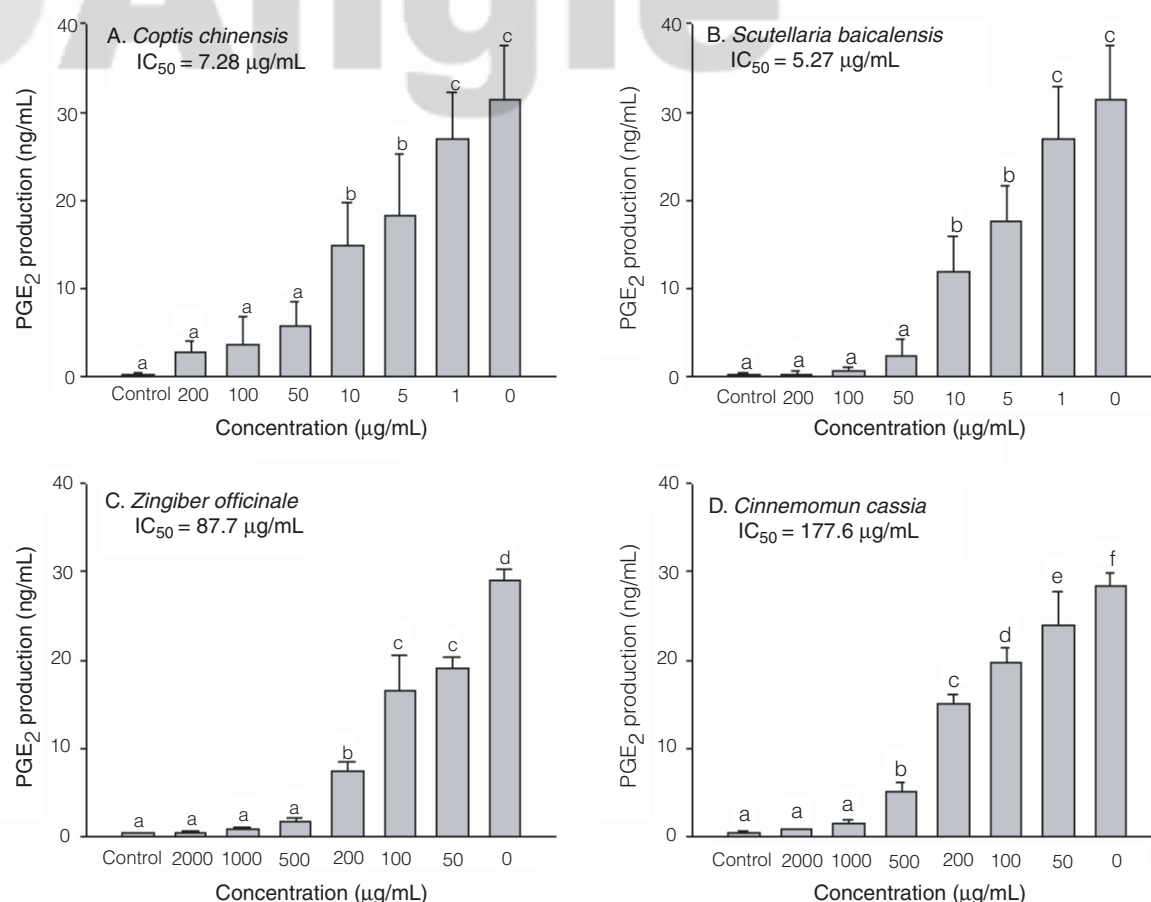 A. Coptis chinensis
IC50 = 7.28 μg/mL
PGE2 production (ng/mL)
40
30
20
10
0
c
c
b
b
a
a
a
a
Control 200 100 50 10 5 1 0
Concentration (μg/mL)
B. Scutellaria baicalensis
IC50 = 5.27 μg/mL
PGE2 production (ng/mL)
40
30
20
10
0
c
c
b
b
a
a
a
a
Control 200 100 50 10 5 1 0
Concentration (μg/mL)
C. Zingiber officinale
IC50 = 87.7 μg/mL
PGE2 production (ng/mL)
40
30
20
10
0
d
c
c
b
a
a
a
a
Control 2000 1000 500 200 100 50 0
Concentration (μg/mL)
D. Cinnemomun cassia
IC50 = 177.6 μg/mL
PGE2 production (ng/mL)
40
30
20
10
0
f
e
d
c
b
a
a
a
Control 2000 1000 500 200 100 50 0
Concentration (μg/mL)